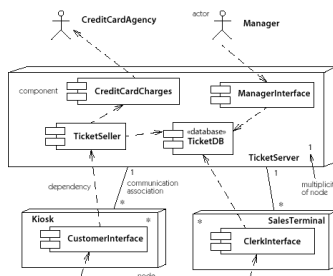 CreditCardAgency
actor
Manager
component
CreditCardCharges
ManagerInterface
TicketSeller
«database»
TicketDB
TicketServer
1
1
dependency
communication
association
multiplicity
of node
*
*
Kiosk
*
*
SalesTerminal
CustomerInterface
ClerkInterface
node